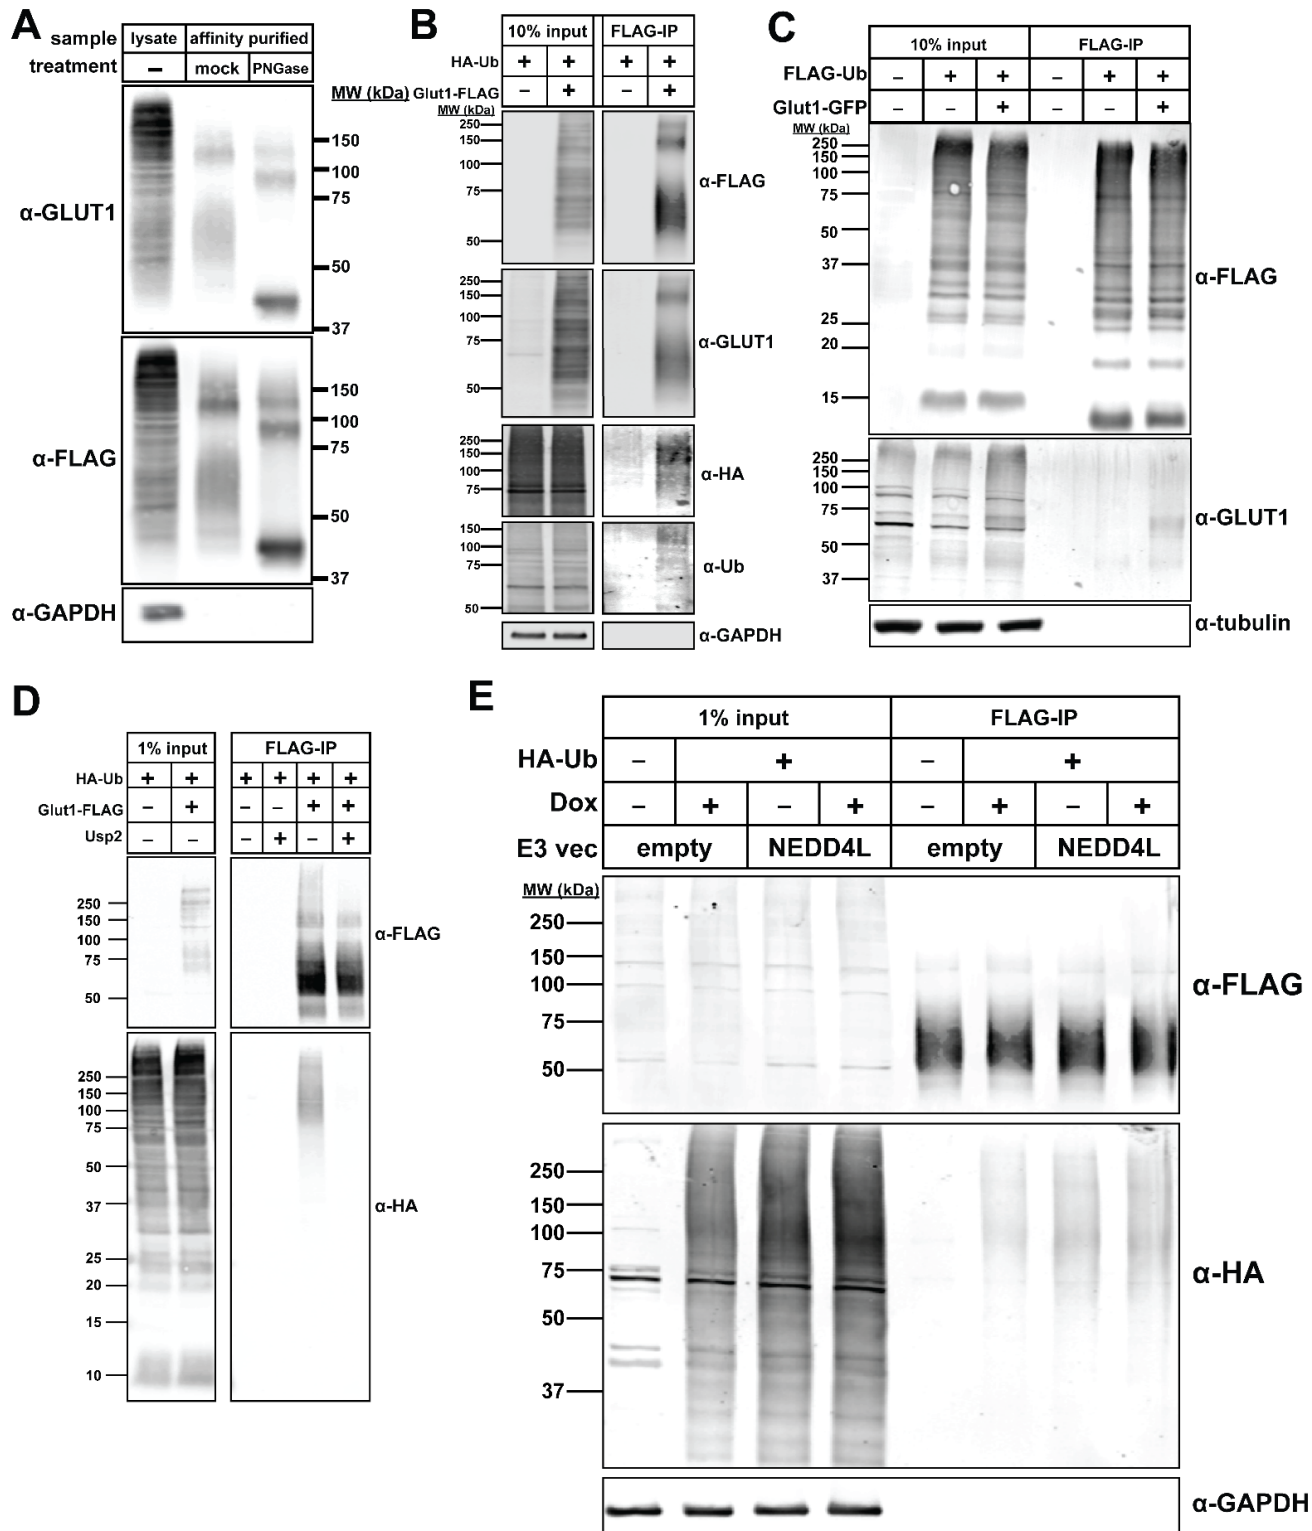 A
sample lysate affinity purified
treatment – mock PNGase
MW (kDa)
α-GLUT1
150
100
75
50
37
α-FLAG
150
100
75
50
37
α-GAPDH
B
10% input FLAG-IP
HA-Ub + + + +
Glut1-FLAG – + – +
MW (kDa)
250
150
100
75
50
α-FLAG
250
150
100
75
50
α-GLUT1
250
150
100
75
α-HA
150
100
75
50
α-Ub
α-GAPDH
C
10% input FLAG-IP
FLAG-Ub – + + – + +
Glut1-GFP – – + – – +
MW (kDa)
250
150
100
75
50
37
25
20
15
α-FLAG
250
150
100
75
50
37
α-GLUT1
α-tubulin
D
1% input FLAG-IP
HA-Ub + + + + + +
Glut1-FLAG – + – – + +
Usp2 – – – + – +
250
150
100
75
50
α-FLAG
250
150
100
75
50
37
25
20
15
10
α-HA
E
1% input FLAG-IP
HA-Ub – + – +
Dox – + – + – + – +
E3 vec empty NEDD4L empty NEDD4L
MW (kDa)
250
150
100
75
50
α-FLAG
250
150
100
75
50
37
α-HA
α-GAPDH